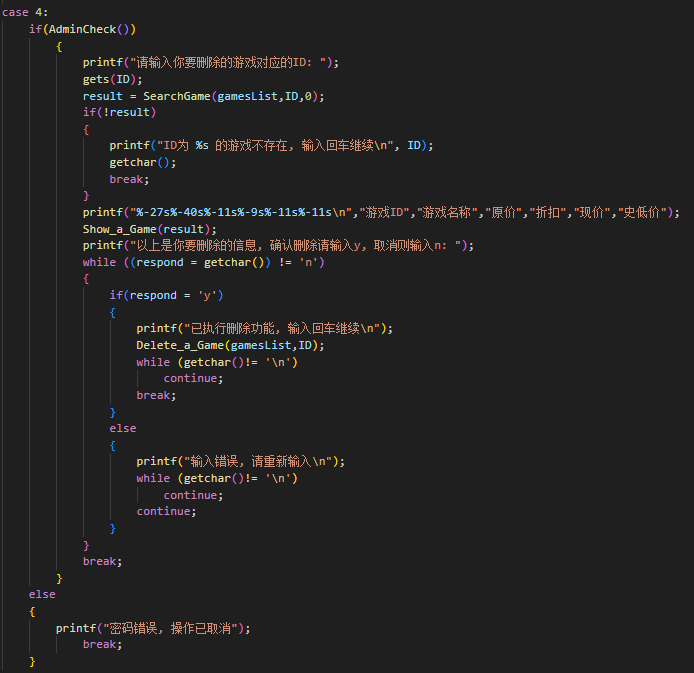 case 4:
if(AdminCheck())
{
printf("请输入你要删除的游戏对应的ID: ");
gets(ID);
result = SearchGame(gamesList,ID,0);
if(!result)
{
printf("ID为 %s 的游戏不存在, 输入回车继续\n", ID);
getchar();
break;
}
printf("%-27s%-40s%-11s%-9s%-11s%-11s\n","游戏ID","游戏名称","原价","折扣","现价","史低价");
Show_a_Game(result);
printf("以上是你要删除的信息, 确认删除请输入y, 取消则输入n: ");
while ((respond = getchar()) != 'n')
{
if(respond = 'y')
{
printf("已执行删除功能, 输入回车继续\n");
Delete_a_Game(gamesList,ID);
while (getchar()!= '\n')
continue;
break;
}
else
{
printf("输入错误, 请重新输入\n");
while (getchar()!= '\n')
continue;
continue;
}
}
break;
}
else
{
printf("密码错误, 操作已取消");
break;
}